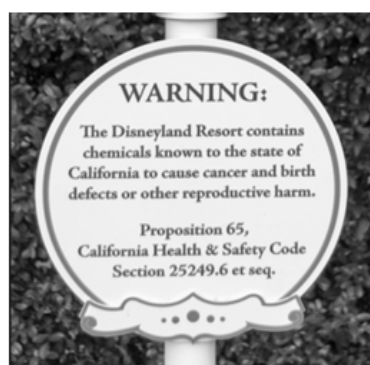 WARNING:
The Disneyland Resort contains
chemicals known to the state of
California to cause cancer and birth
defects or other reproductive harm.
Proposition 65,
California Health & Safety Code
Section 25249.6 et seq.